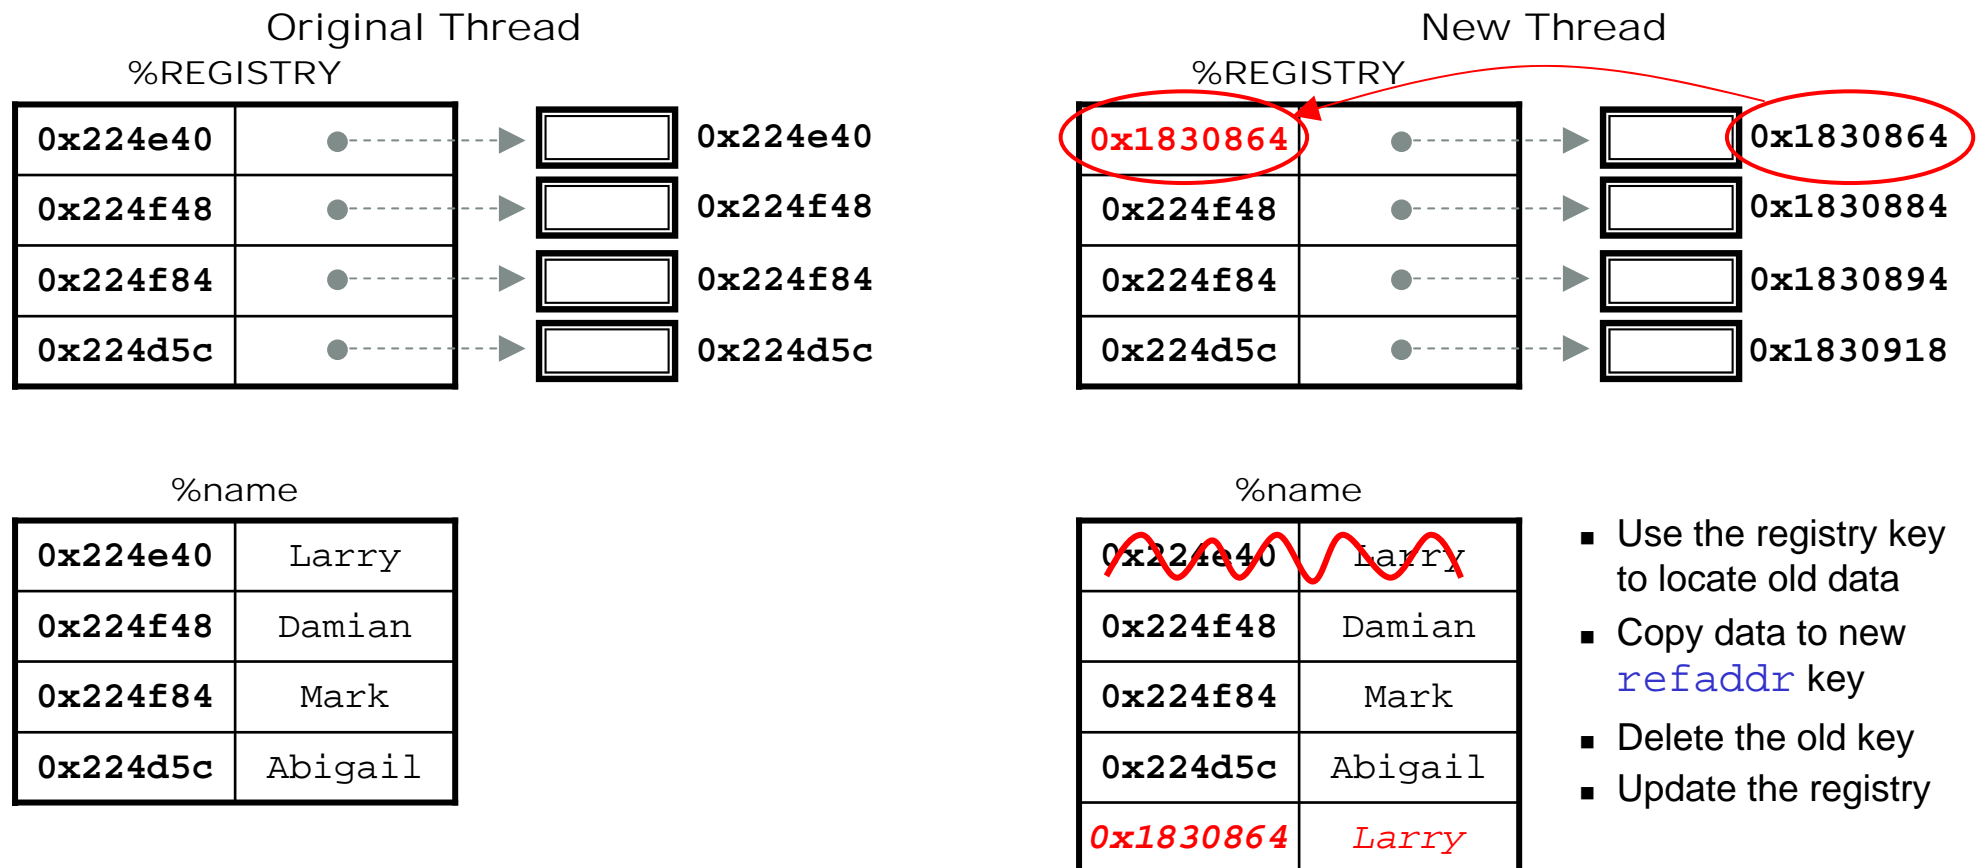 Original Thread
%REGISTRY
0x224e40 0x224e40
0x224f48 0x224f48
0x224f84 0x224f84
0x224d5c 0x224d5c
%name
0x224e40 Larry
0x224f48 Damian
0x224f84 Mark
0x224d5c Abigail
New Thread
%REGISTRY
0x1830864 0x1830864
0x224f48 0x1830884
0x224f84 0x1830894
0x224d5c 0x1830918
%name
0x224e40 Larry
0x224f48 Damian
0x224f84 Mark
0x224d5c Abigail
0x1830864 Larry
▪ Use the registry key
to locate old data
▪ Copy data to new
refaddr key
▪ Delete the old key
▪ Update the registry